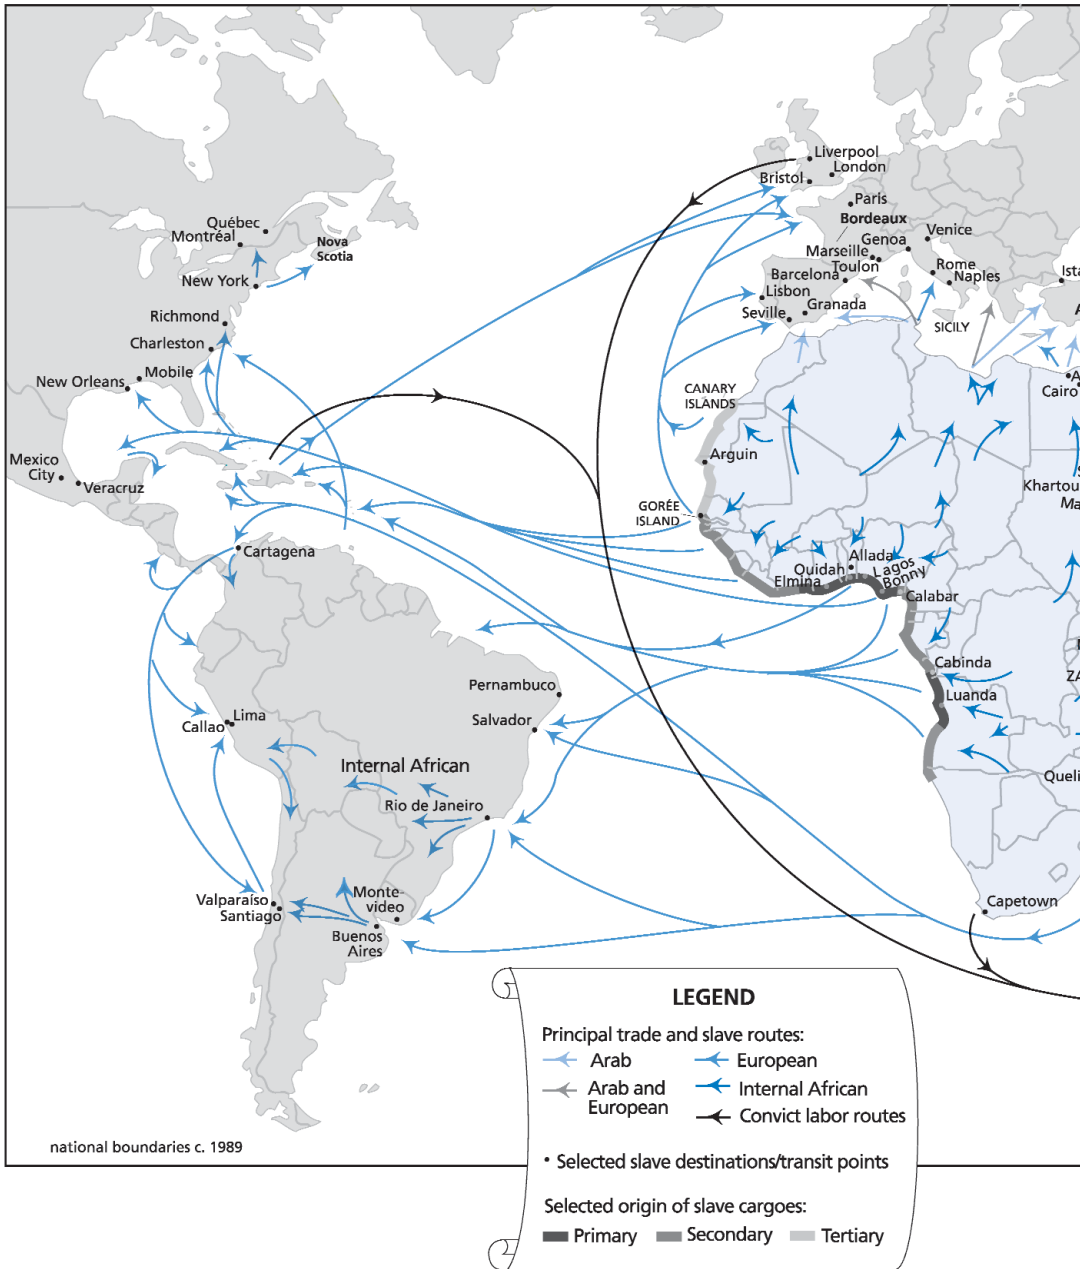 Liverpool
London
Bristol
Paris
Bordeaux
Québec
Montréal
Nova
Scotia
Venice
Genoa
Marseille
Toulon
Rome
Naples
Barcelona
New York
Lisbon
Granada
Seville
Richmond
SICILY
Charleston
Mobile
New Orleans
Cairo
CANARY
ISLANDS
Arguin
Mexico
City
Veracruz
GORÉE
ISLAND
Cartagena
Allada
Lagos
Bonny
Ouidah
Elmina
Calabar
Cabinda
Luanda
Pernambuco
Salvador
Lima
Callao
Internal African
Rio de Janeiro
Monte-
video
Valparaíso
Santiago
Buenos
Aires
Capetown
LEGEND
Principal trade and slave routes:
Arab
European
Arab and
European
Internal African
Convict labor routes
• Selected slave destinations/transit points
Selected origin of slave cargoes:
Primary
Secondary
Tertiary
national boundaries c. 1989